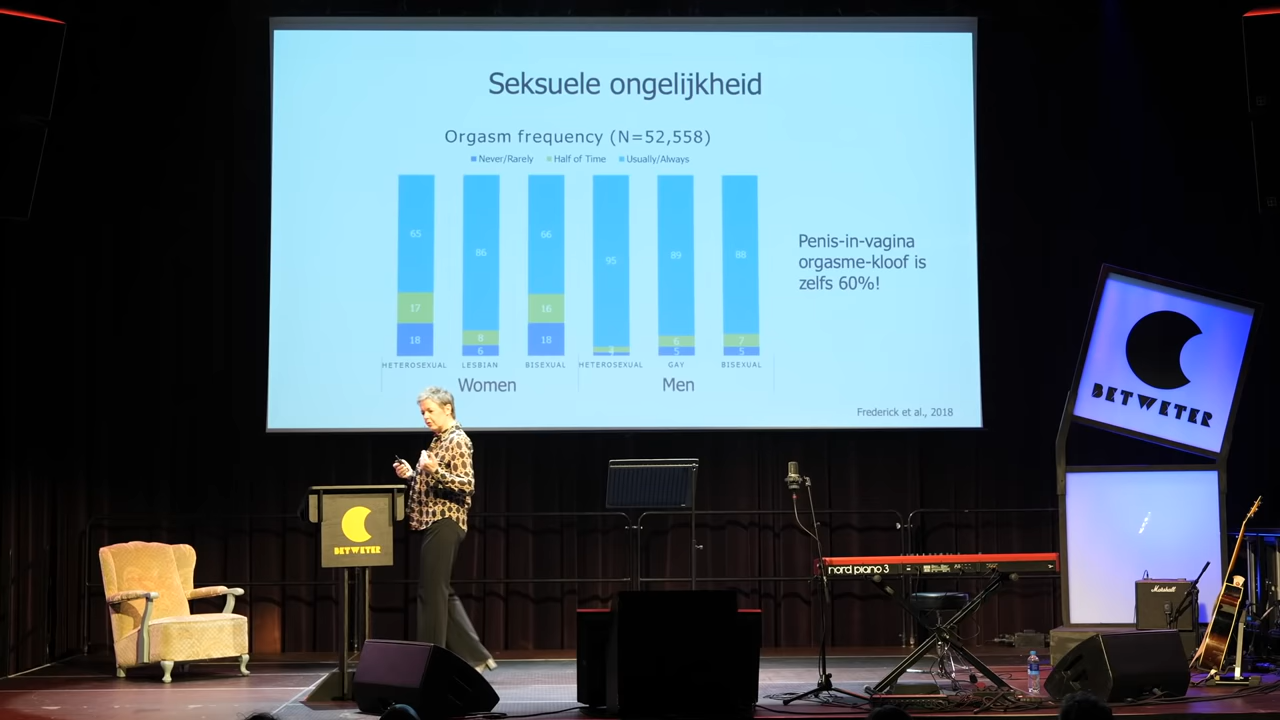 Seksuele ongelijkheid
Orgasm frequency (N=52,558)
Never/Rarely Half of Time Usually/Always
65 86 66 95 89 88
17 8 16 6 7
18 6 18 5 5
HETEROSEXUAL LESBIAN BISEXUAL HETEROSEXUAL GAY BISEXUAL
Women Men
Penis-in-vagina
orgasme-kloof is
zelfs 60%!
Frederick et al., 2018
BETWETER
BETWETER
nord piano 3
Marshall